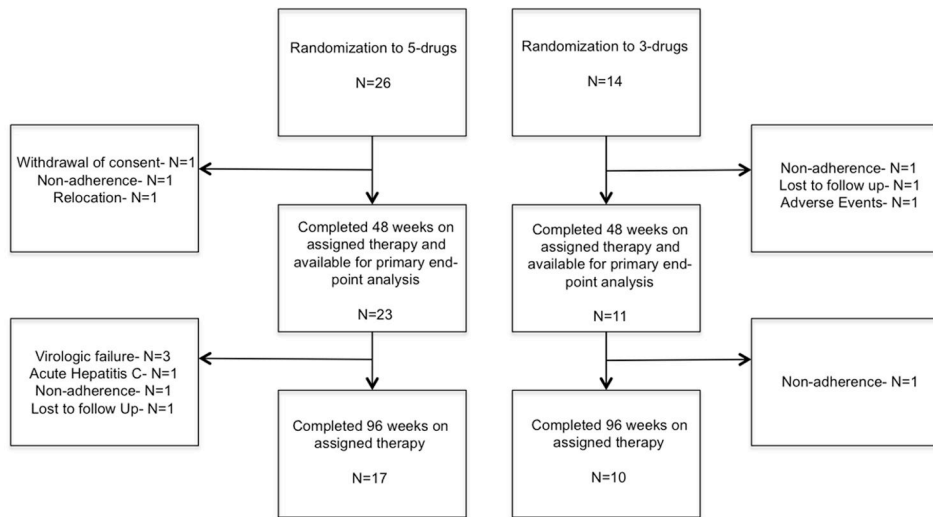 Randomization to 5-drugs
N=26
Randomization to 3-drugs
N=14
Withdrawal of consent- N=1
Non-adherence- N=1
Relocation- N=1
Non-adherence- N=1
Lost to follow up- N=1
Adverse Events- N=1
Completed 48 weeks on
assigned therapy and
available for primary end-
point analysis
N=23
Completed 48 weeks on
assigned therapy and
available for primary end-
point analysis
N=11
Virologic failure- N=3
Acute Hepatitis C- N=1
Non-adherence- N=1
Lost to follow Up- N=1
Non-adherence- N=1
Completed 96 weeks on
assigned therapy
N=17
Completed 96 weeks on
assigned therapy
N=10